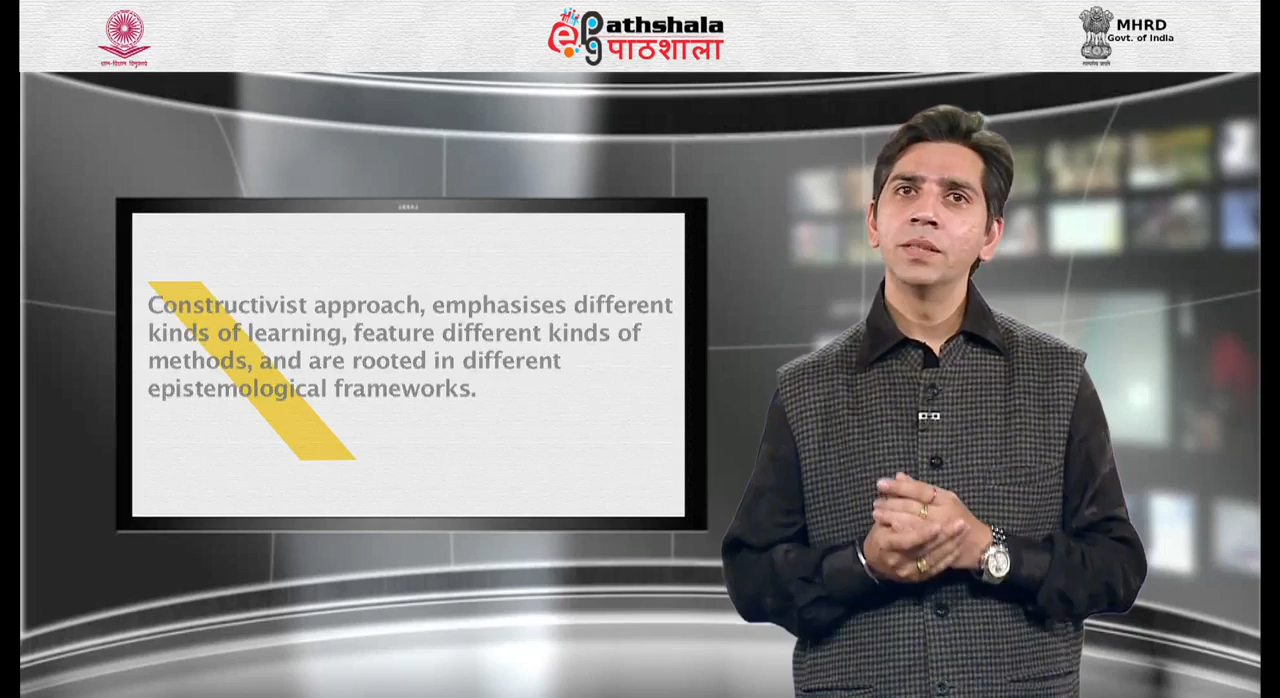 ePathshala
पाठशाला
MHRD
Govt. of India
Constructivist approach, emphasises different
kinds of learning, feature different kinds of
methods, and are rooted in different
epistemological frameworks.